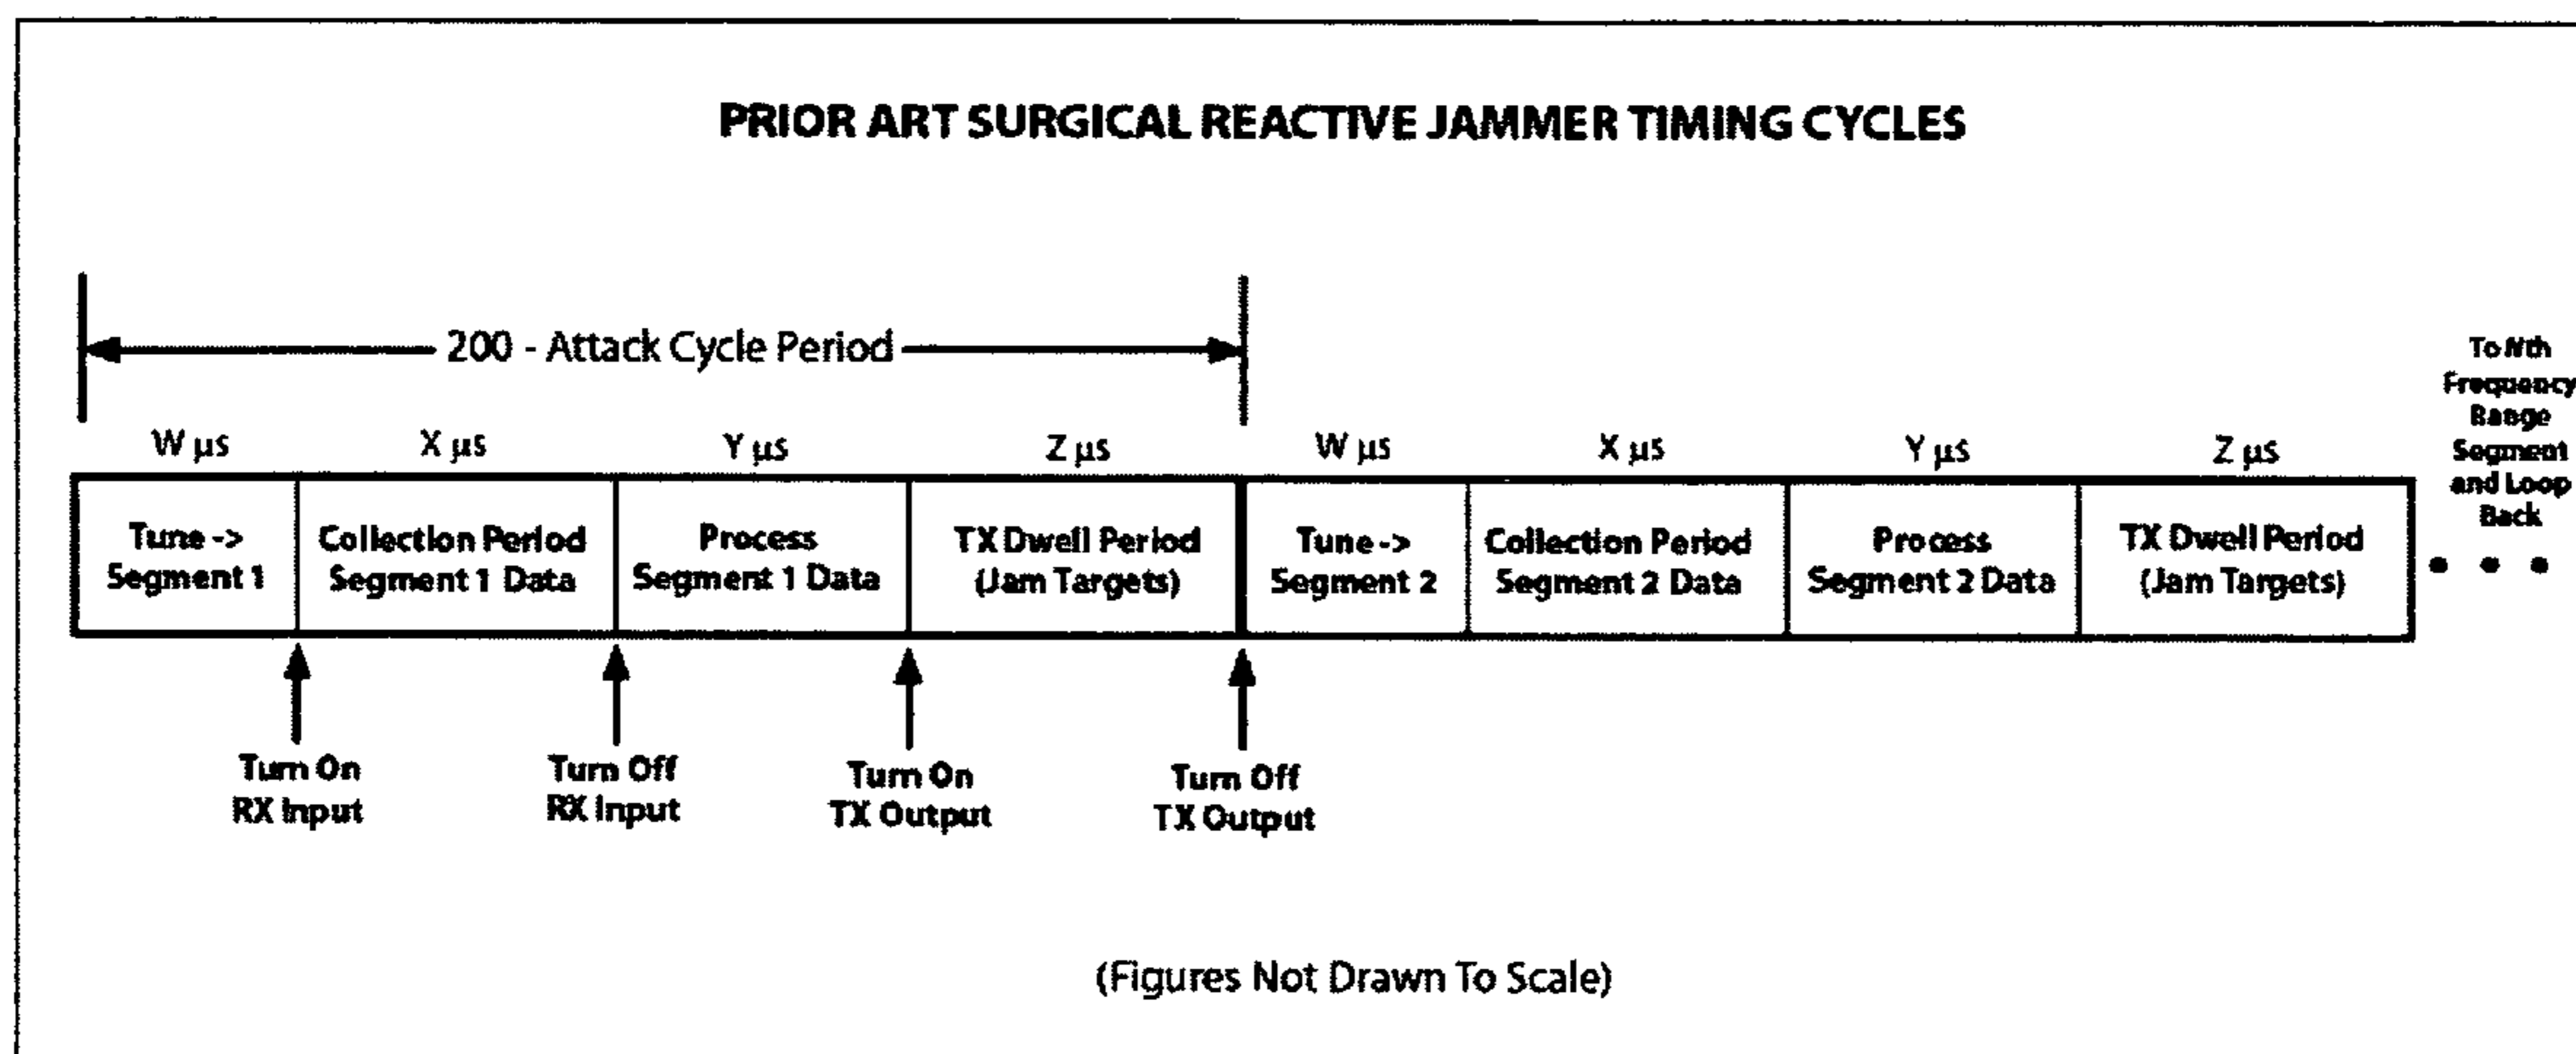 PRIOR ART SURGICAL REACTIVE JAMMER TIMING CYCLES
200 - Attack Cycle Period
To Nth
Frequency
Range
Segment
and Loop
Back
W µs
X µs
Y µs
Z µs
W µs
X µs
Y µs
Z µs
Tune ->
Segment 1
Collection Period
Segment 1 Data
Process
Segment 1 Data
TX Dwell Period
(Jam Targets)
Tune ->
Segment 2
Collection Period
Segment 2 Data
Process
Segment 2 Data
TX Dwell Period
(Jam Targets)
• • •
Turn On
RX Input
Turn Off
RX Input
Turn On
TX Output
Turn Off
TX Output
(Figures Not Drawn To Scale)